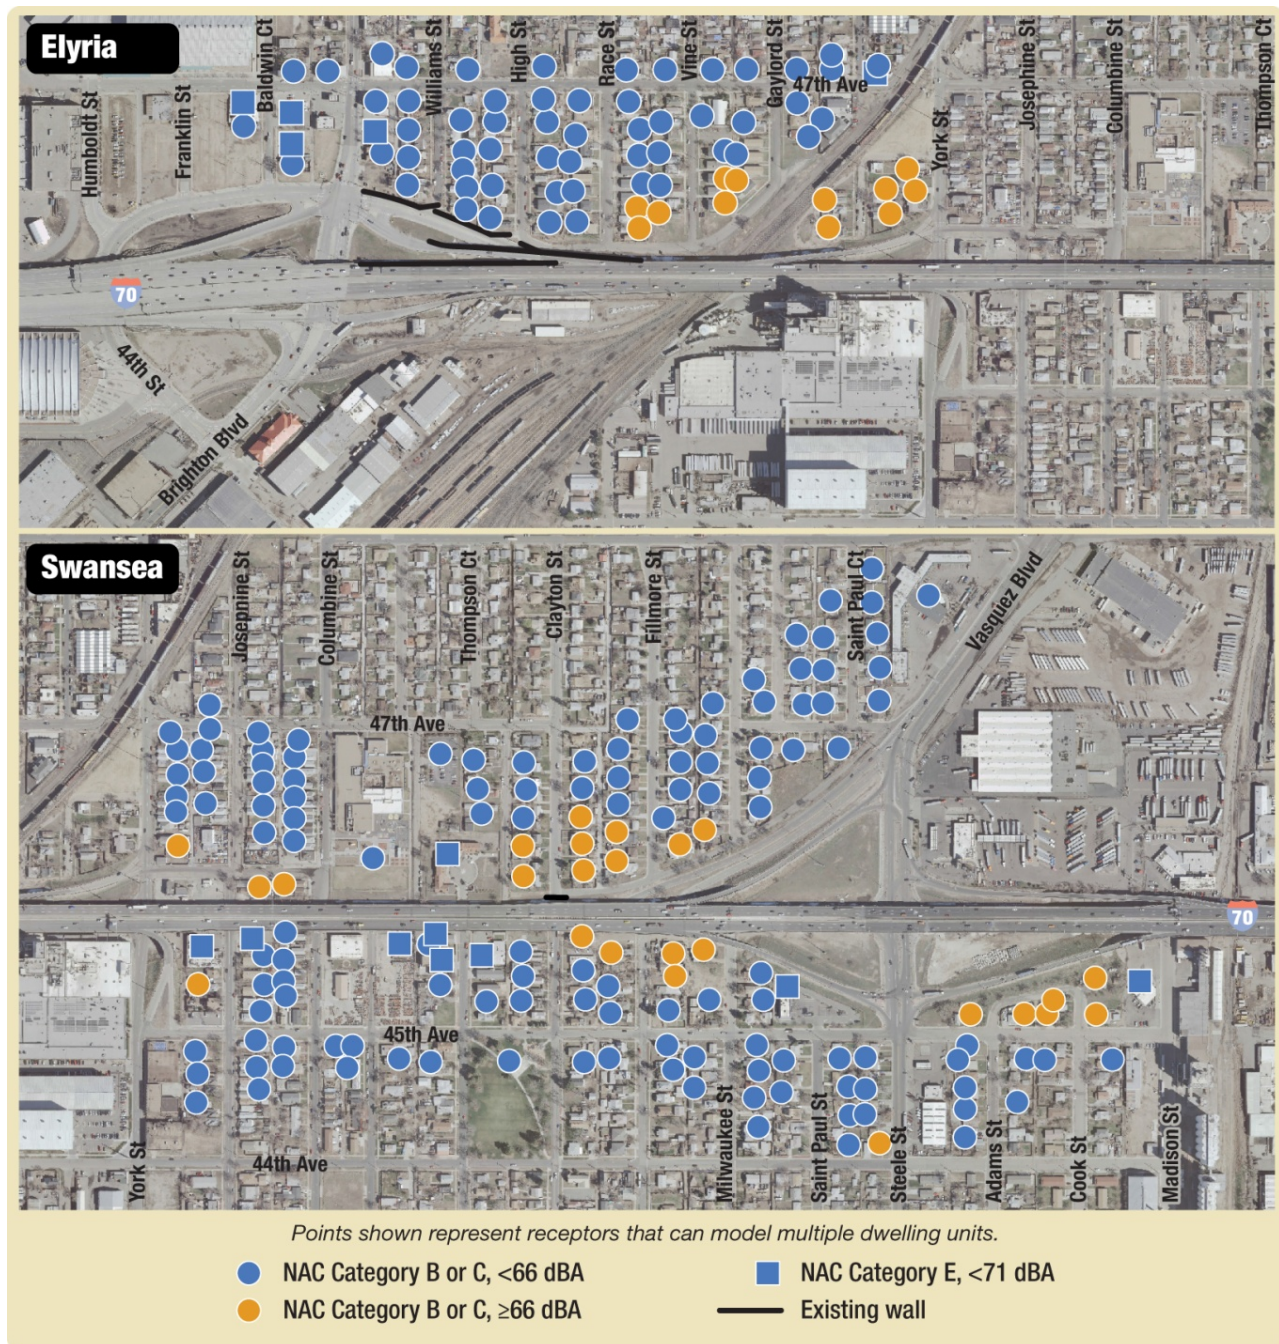 Elyria
Humboldt St
Franklin St
Baldwin Ct
Williams St
High St
Race St
Vine St
Gaylord St
47th Ave
York St
Josephine St
Columbine St
Thompson Ct
70
44th St
Brighton Blvd
Swansea
Josephine St
Columbine St
Thompson Ct
Clayton St
Fillmore St
Saint Paul Ct
Vasquez Blvd
47th Ave
70
45th Ave
44th Ave
York St
Milwaukee St
Saint Paul St
Steele St
Adams St
Cook St
Madison St
Points shown represent receptors that can model multiple dwelling units.
NAC Category B or C, <66 dBA
NAC Category E, <71 dBA
NAC Category B or C, ≥66 dBA
Existing wall